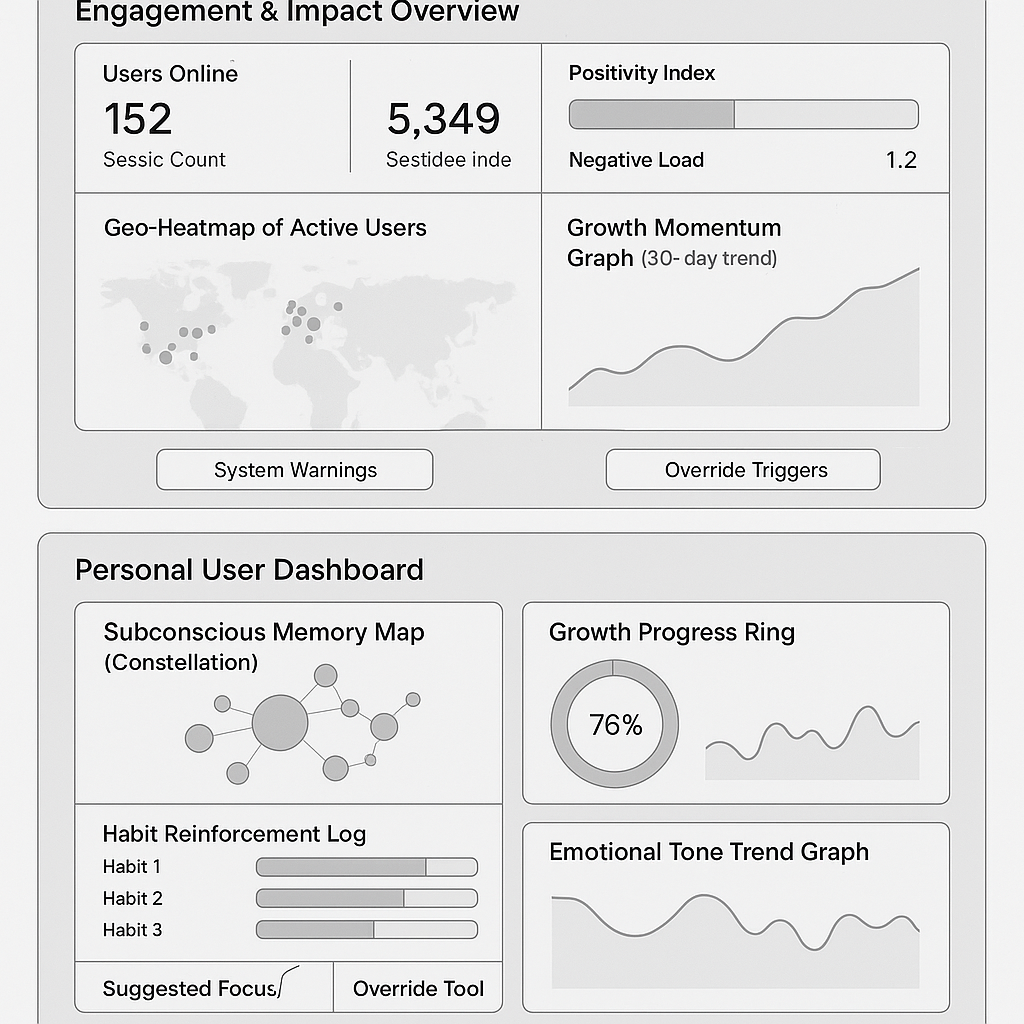 Engagement & Impact Overview
Users Online
152
Sessic Count
5,349
Sestidee inde
Positivity Index
Negative Load 1.2
Geo-Heatmap of Active Users
Growth Momentum
Graph (30- day trend)
System Warnings
Override Triggers
Personal User Dashboard
Subconscious Memory Map
(Constellation)
Growth Progress Ring
76%
Habit Reinforcement Log
Habit 1
Habit 2
Habit 3
Emotional Tone Trend Graph
Suggested Focus
Override Tool